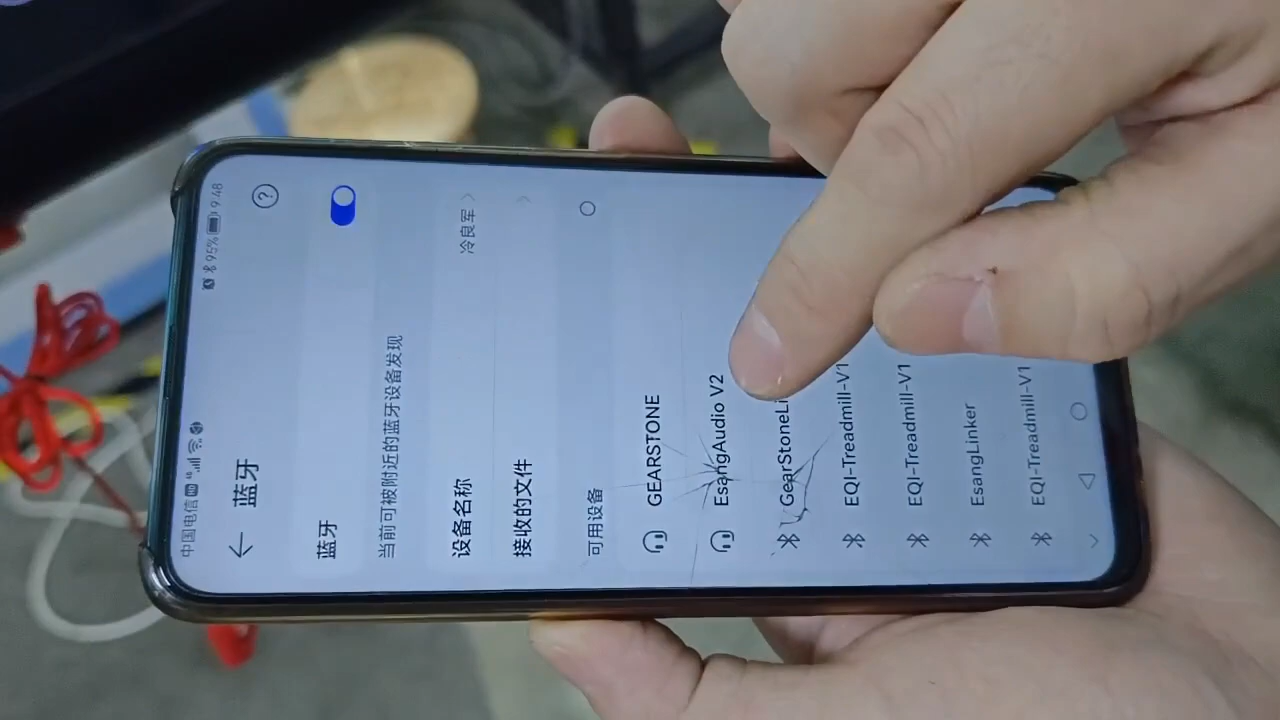 中国电信 95% 9:48
蓝牙
蓝牙
当前可被附近的蓝牙设备发现
设备名称 冷良军
接收的文件
可用设备
GEARSTONE
EsangAudio V2
GearStoneLi
EQI-Treadmill-V1
EQI-Treadmill-V1
EsangLinker
EQI-Treadmill-V1